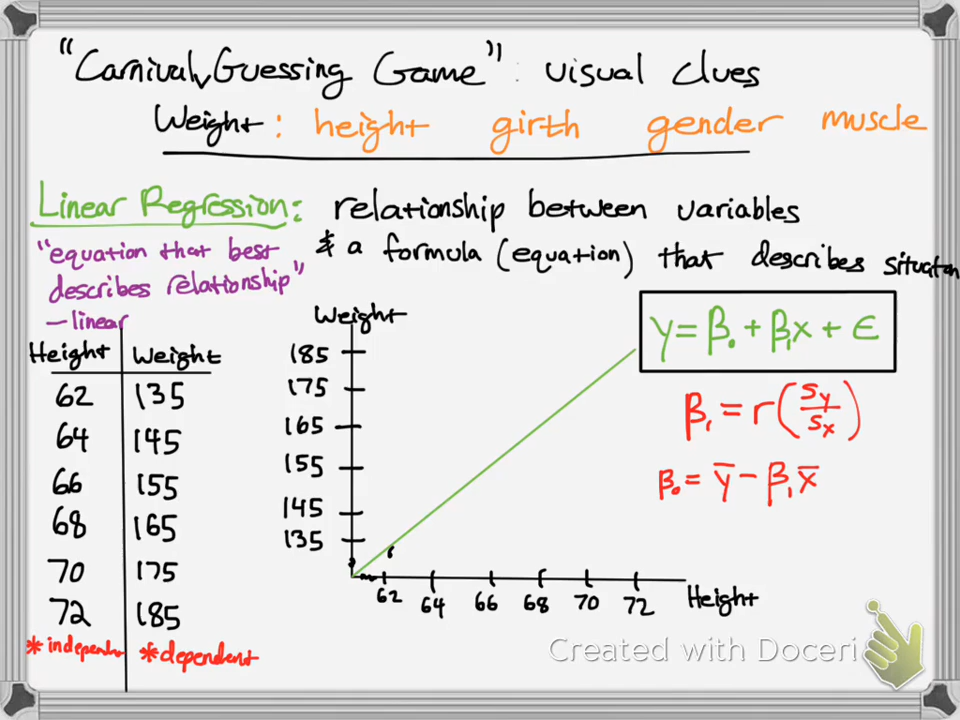 "Carnival Guessing Game": visual clues
Weight: height girth gender muscle
Linear Regression: relationship between variables
& a formula (equation) that describes situation
"equation that best
describes relationship"
– linear
Height Weight
62 135
64 145
66 155
68 165
70 175
72 185
*independent *dependent
Weight
185
175
165
155
145
135
62 64 66 68 70 72 Height
y = β₀ + β₁x + ε
β₁ = r(sy/sx)
β₀ = ȳ − β₁x̄
Created with Doceri